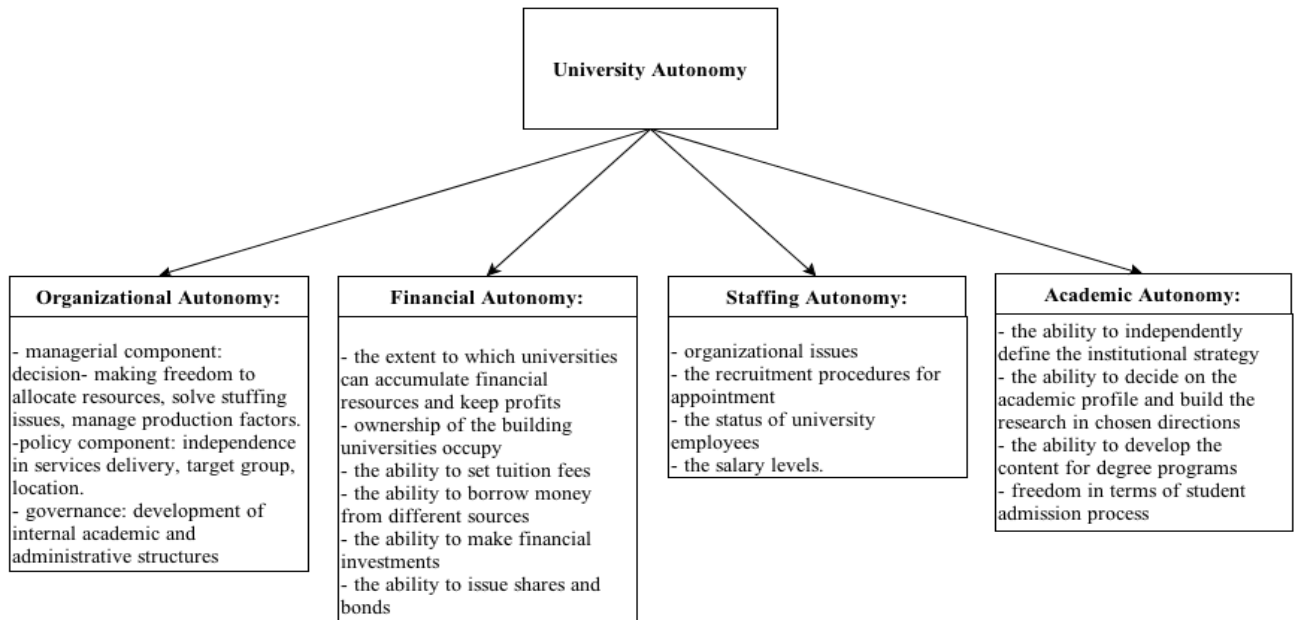 University Autonomy
Organizational Autonomy:
- managerial component:
decision- making freedom to
allocate resources, solve stuffing
issues, manage production factors.
-policy component: independence
in services delivery, target group,
location.
- governance: development of
internal academic and
administrative structures
Financial Autonomy:
- the extent to which universities
can accumulate financial
resources and keep profits
- ownership of the building
universities occupy
- the ability to set tuition fees
- the ability to borrow money
from different sources
- the ability to make financial
investments
- the ability to issue shares and
bonds
Staffing Autonomy:
- organizational issues
- the recruitment procedures for
appointment
- the status of university
employees
- the salary levels.
Academic Autonomy:
- the ability to independently
define the institutional strategy
- the ability to decide on the
academic profile and build the
research in chosen directions
- the ability to develop the
content for degree programs
- freedom in terms of student
admission process